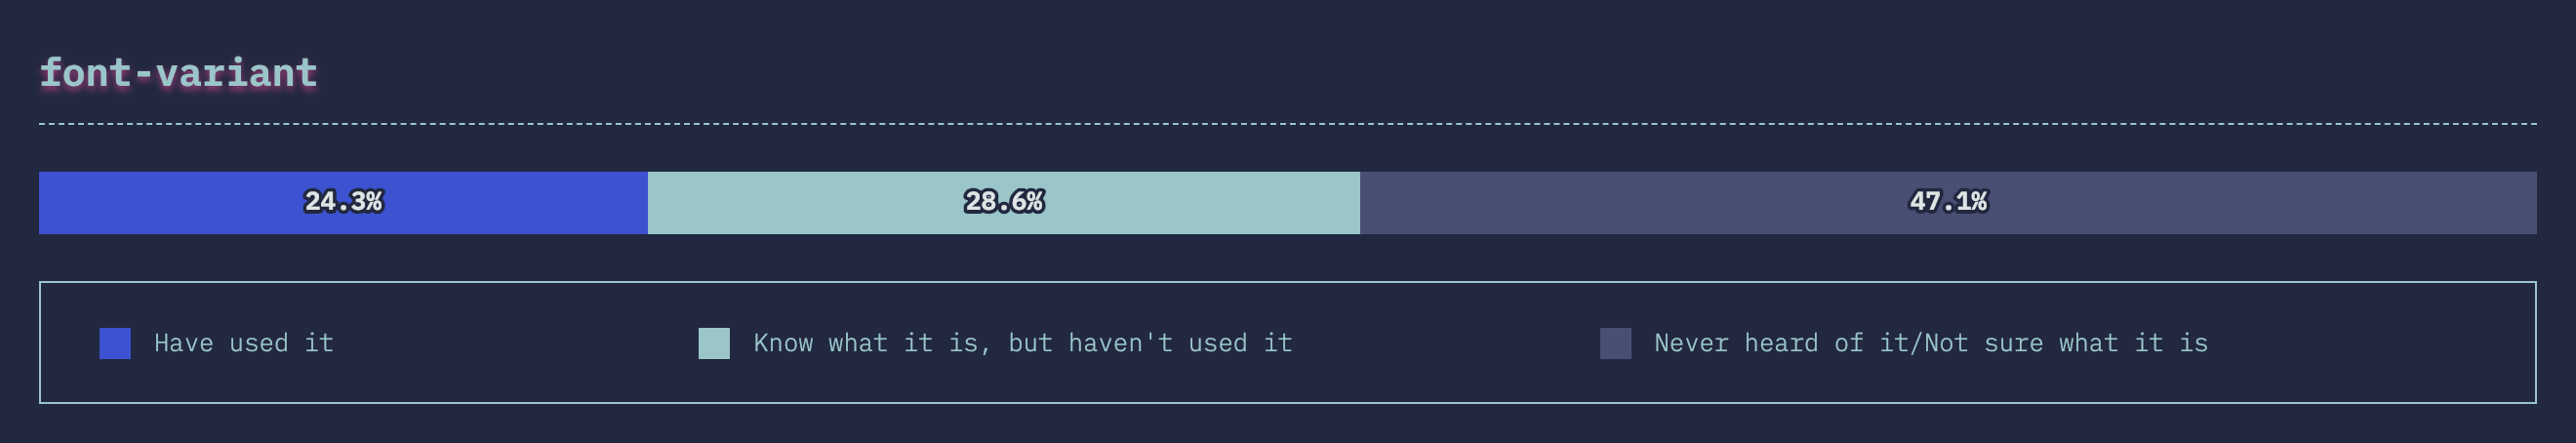 font-variant
24.3% 28.6% 47.1%
Have used it Know what it is, but haven't used it Never heard of it/Not sure what it is